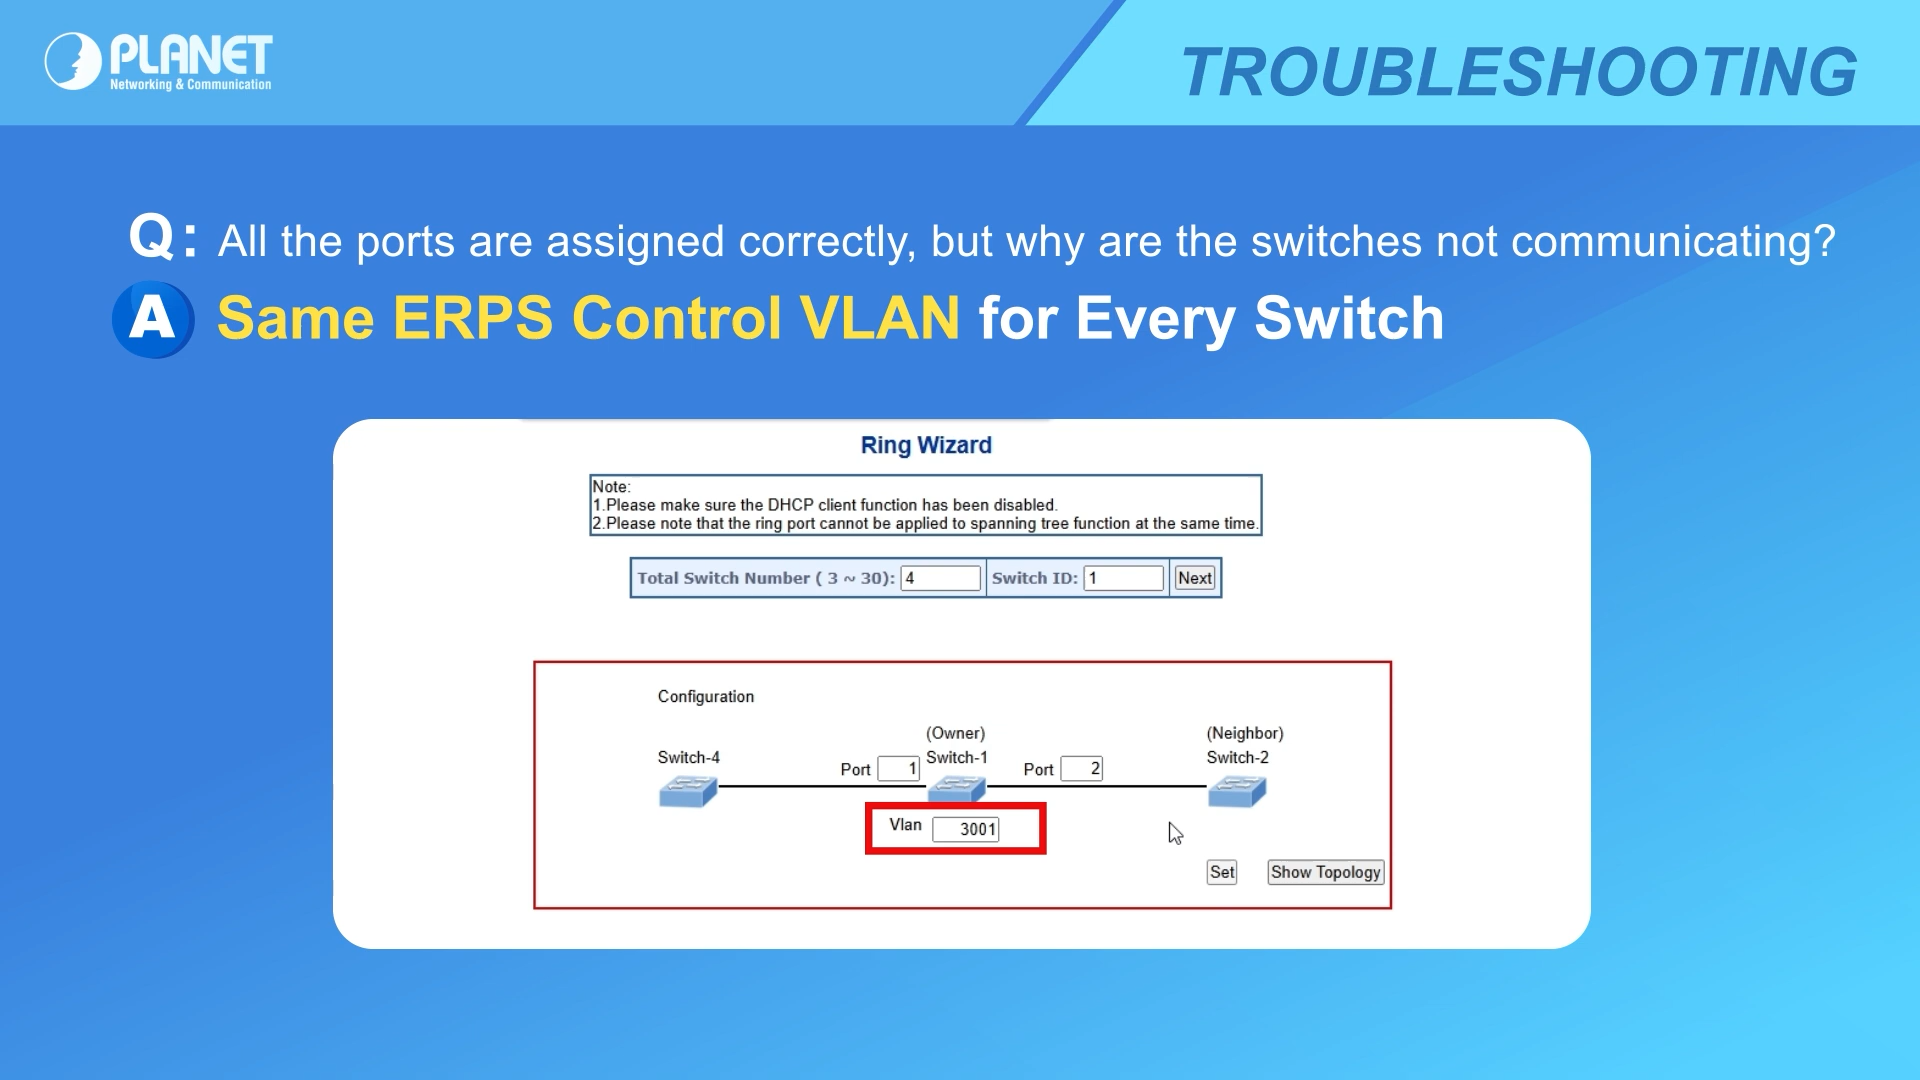 PLANET
Networking & Communication
TROUBLESHOOTING
Q: All the ports are assigned correctly, but why are the switches not communicating?
A Same ERPS Control VLAN for Every Switch
Ring Wizard
Note:
1.Please make sure the DHCP client function has been disabled.
2.Please note that the ring port cannot be applied to spanning tree function at the same time.
Total Switch Number ( 3 ~ 30): 4 Switch ID: 1 Next
Configuration
(Owner) (Neighbor)
Switch-4 Port 1 Switch-1 Port 2 Switch-2
Vlan 3001
Set Show Topology